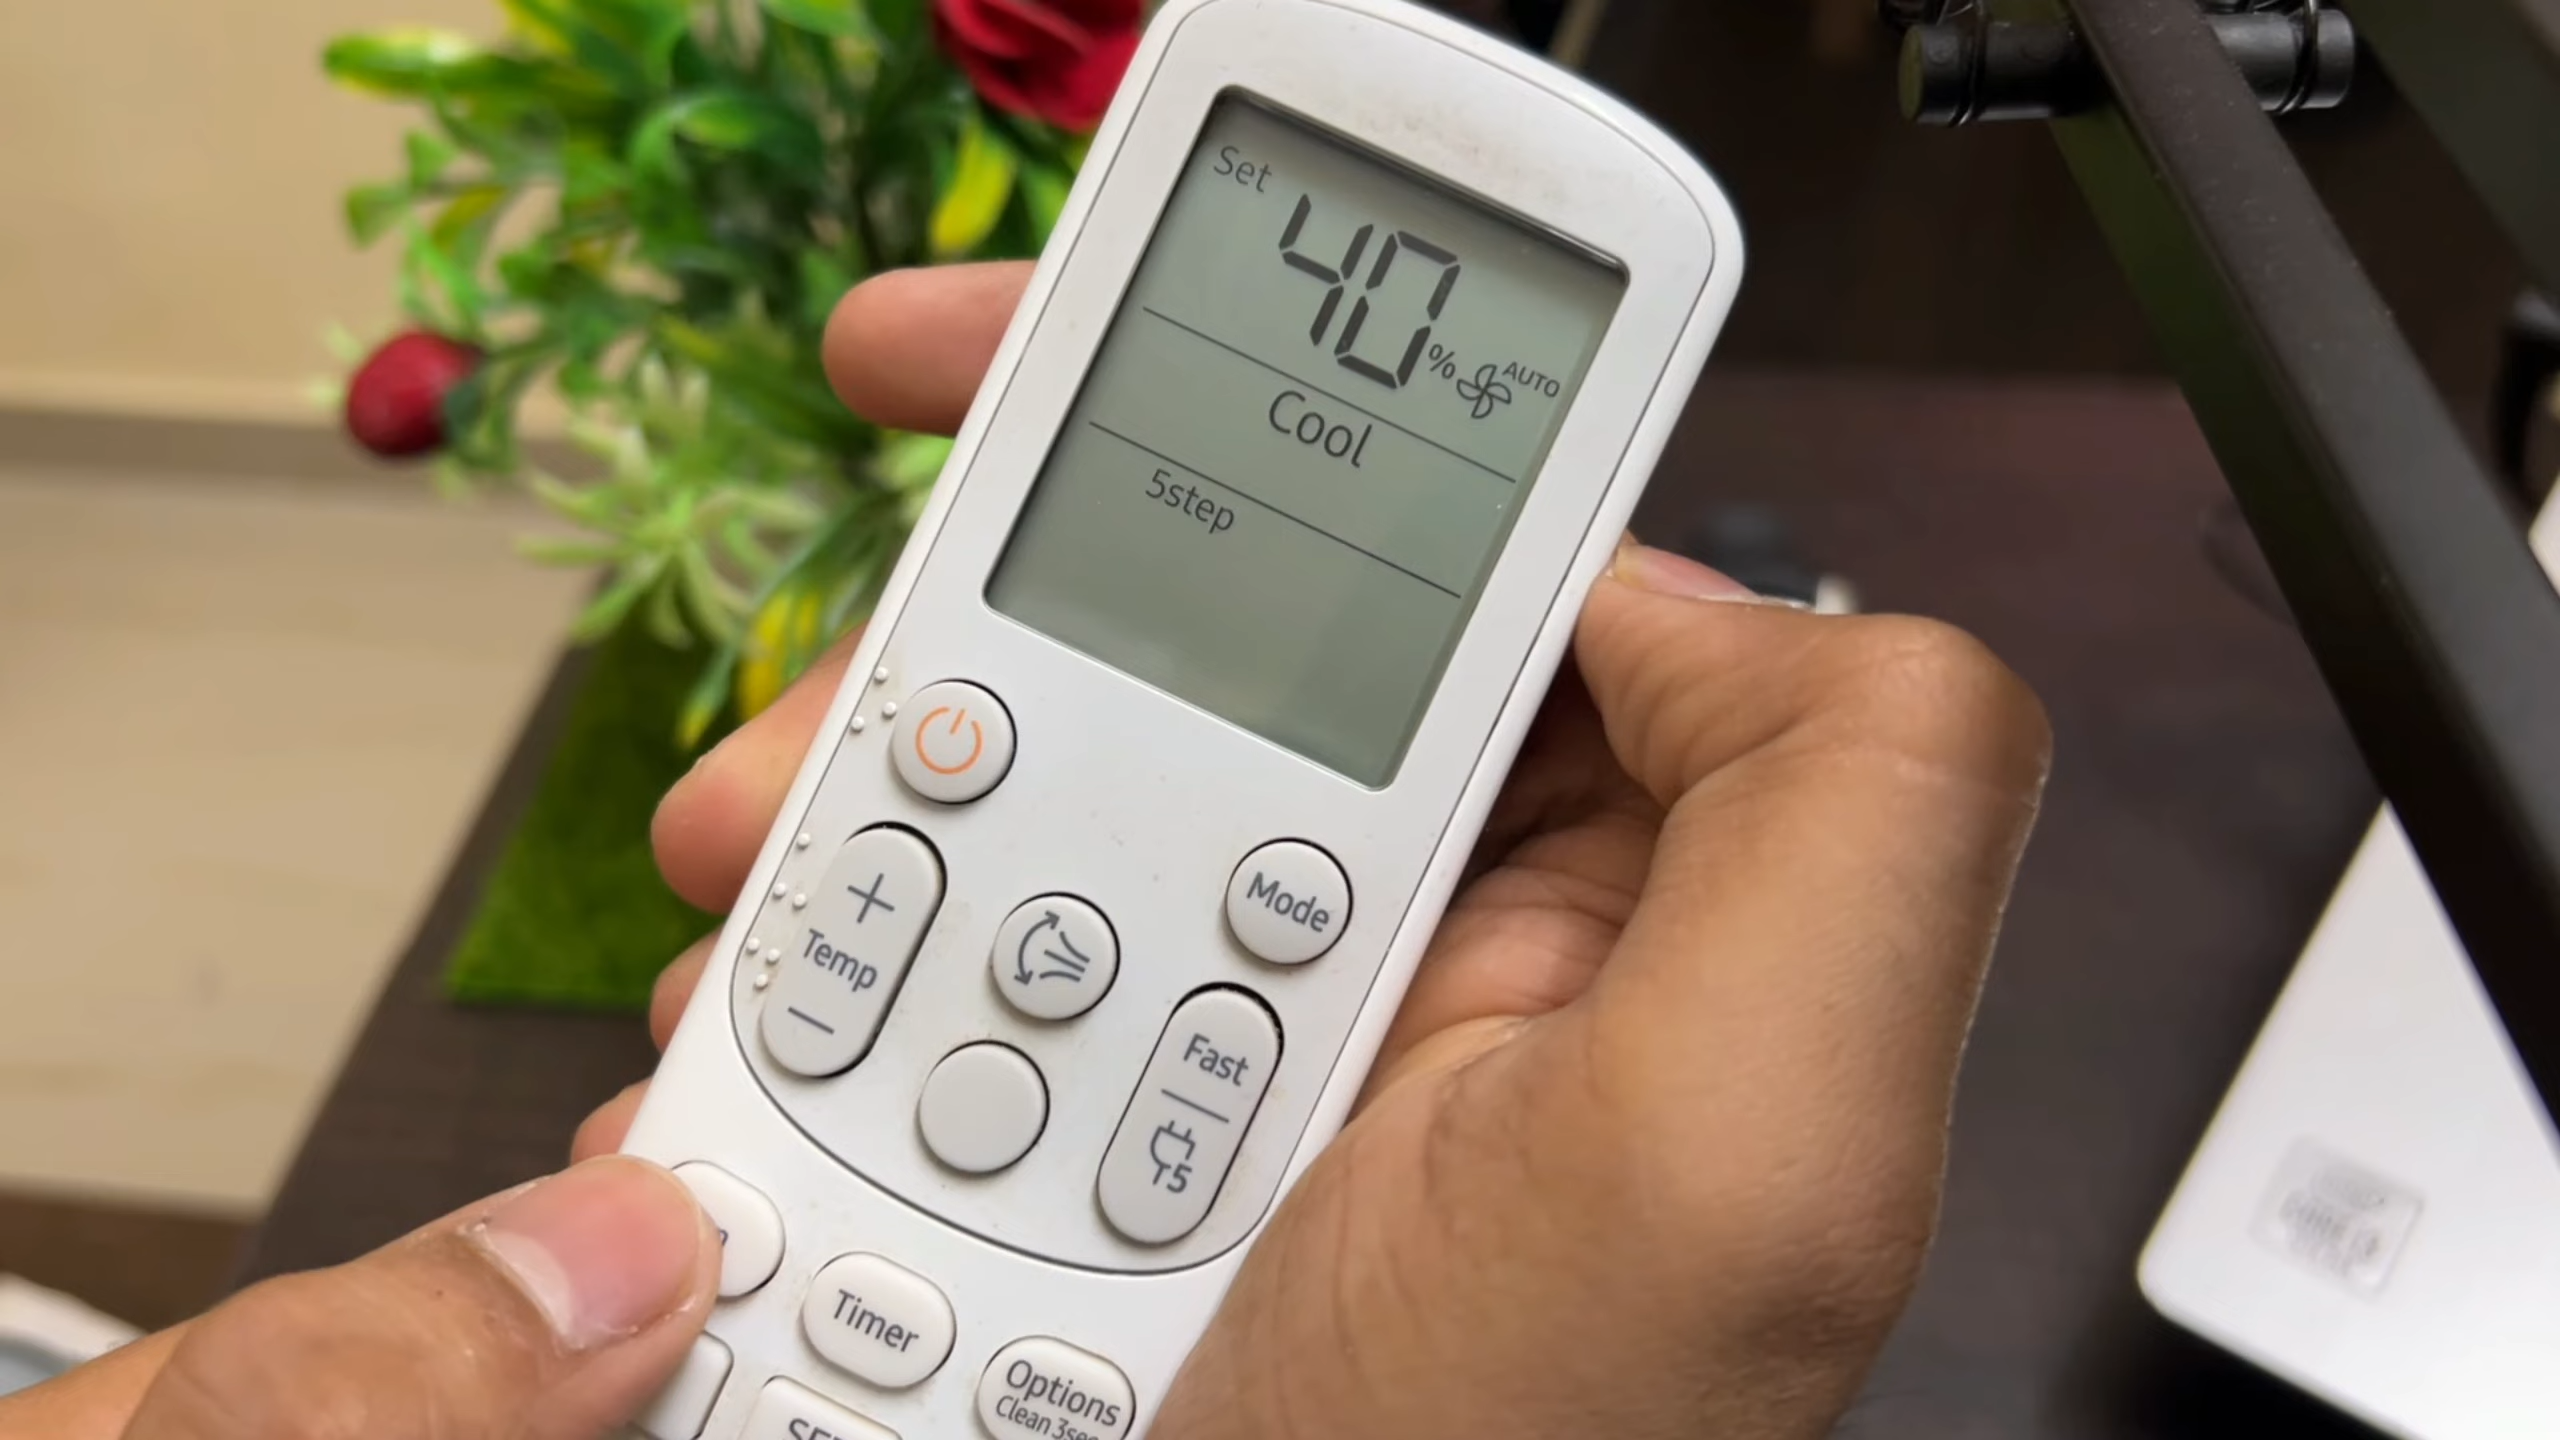 Set
40
%
AUTO
Cool
5step
Mode
+
Temp
-
Fast
5
Timer
Options
Clean 3sec